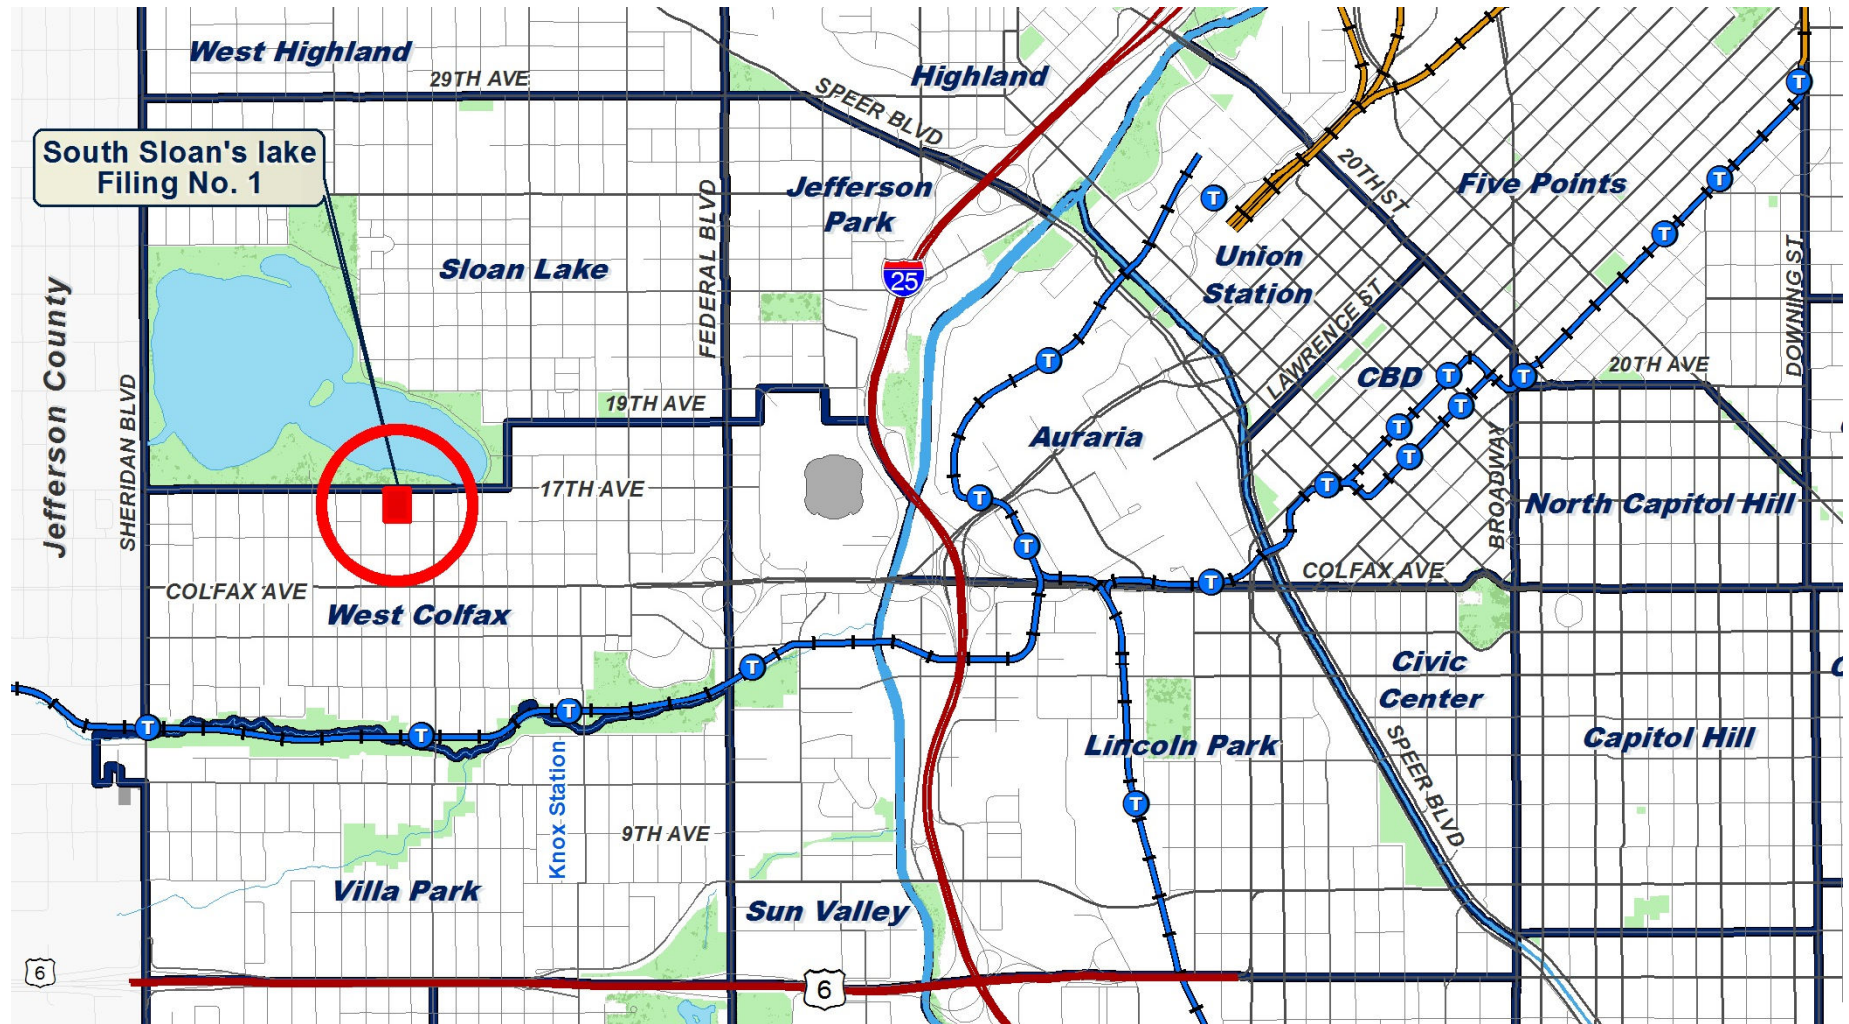 West Highland
29TH AVE
Highland
SPEER BLVD
South Sloan's lake
Filing No. 1
Jefferson
Park
20TH ST
Five Points
T
T
T
T
FEDERAL BLVD
Sloan Lake
25
Union
Station
DOWNING ST
Jefferson County
SHERIDAN BLVD
LAWRENCE ST
T
CBD
T
T
20TH AVE
T
19TH AVE
T
T
Auraria
BROADWAY
17TH AVE
T
T
North Capitol Hill
T
COLFAX AVE
T
COLFAX AVE
West Colfax
T
Civic
Center
C
T
T
T
Knox Station
Lincoln Park
SPEER BLVD
Capitol Hill
T
9TH AVE
Villa Park
Sun Valley
6
6